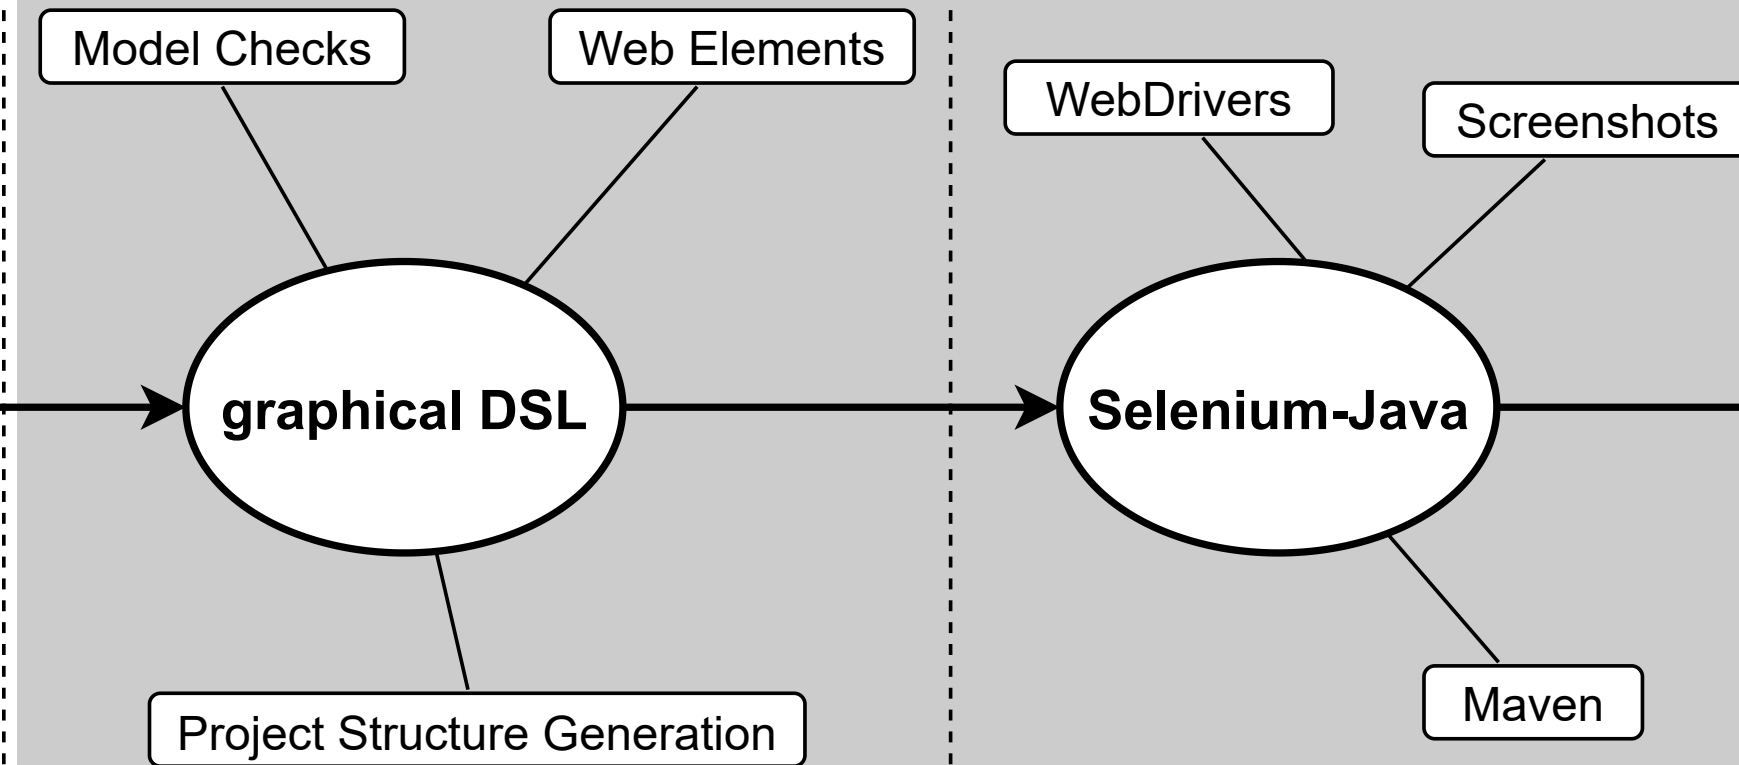 Model Checks
Web Elements
WebDrivers
Screenshots
graphical DSL
Selenium-Java
Project Structure Generation
Maven